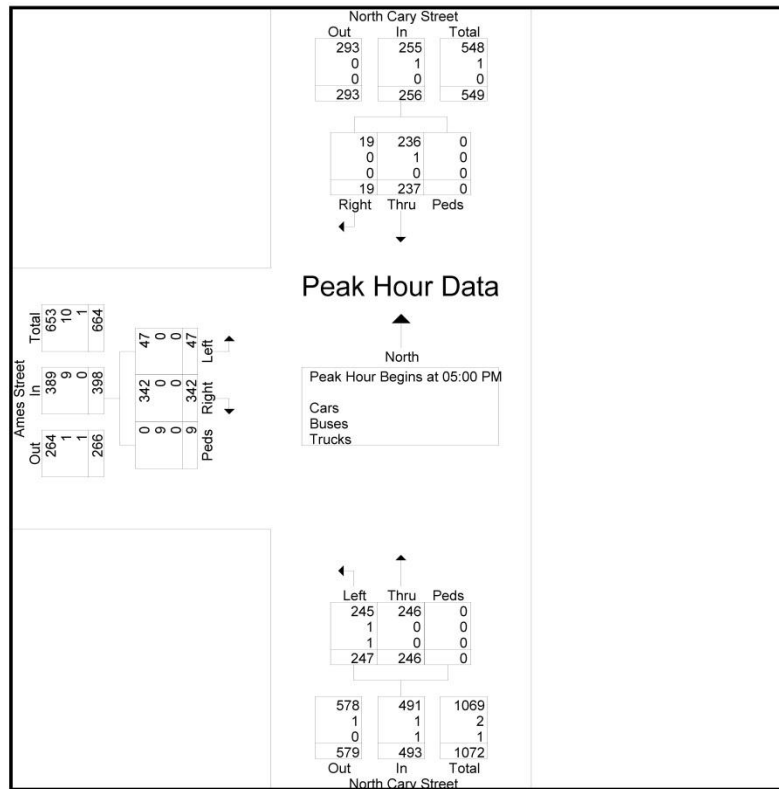 North Cary Street
Out In Total
293 255 548
0 1 1
0 0 0
293 256 549
19 236 0
0 1 0
0 0 0
19 237 0
Right Thru Peds
Peak Hour Data
North
Peak Hour Begins at 05:00 PM
Cars
Buses
Trucks
Ames Street
Out In Total
264 389 653
1 9 10
1 0 1
266 398 664
0 342 47
9 0 0
0 0 0
9 342 47
Peds Right Left
Left Thru Peds
245 246 0
1 0 0
1 0 0
247 246 0
578 491 1069
1 1 2
0 1 1
579 493 1072
Out In Total
North Cary Street